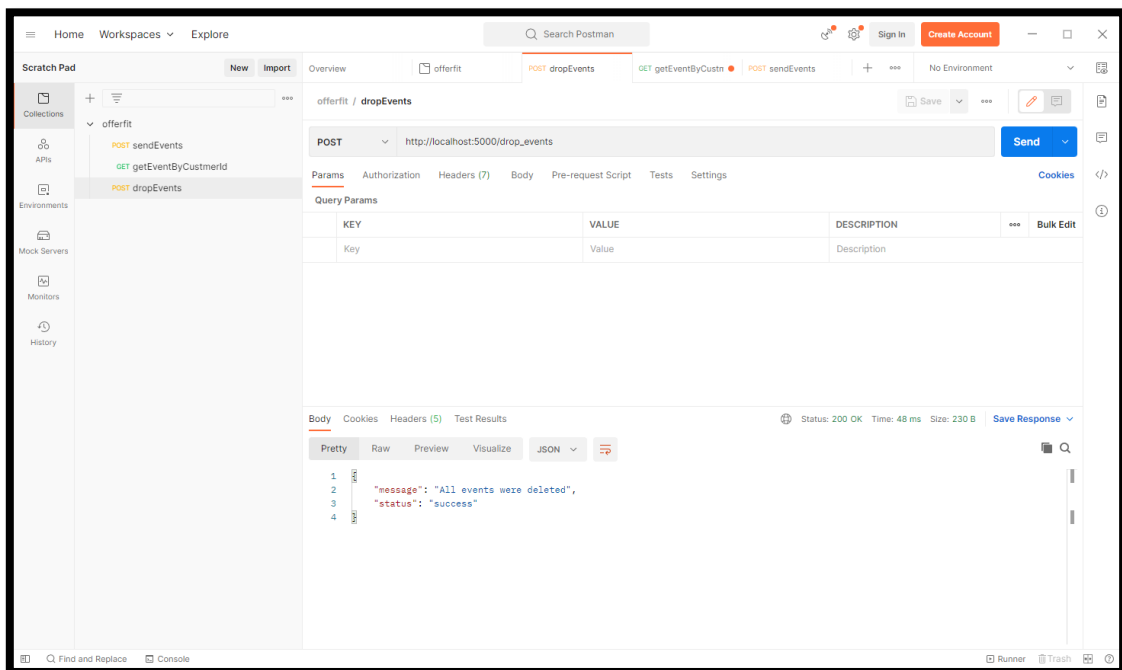 Home Workspaces Explore Search Postman Sign In Create Account
Scratch Pad New Import Overview offerfit POST dropEvents GET getEventByCustn POST sendEvents No Environment
Collections
APIs
Environments
Mock Servers
Monitors
History
offerfit
POST sendEvents
GET getEventByCustmerId
POST dropEvents
offerfit / dropEvents Save
POST http://localhost:5000/drop_events Send
Params Authorization Headers (7) Body Pre-request Script Tests Settings Cookies
Query Params
KEY VALUE DESCRIPTION Bulk Edit
Key Value Description
Body Cookies Headers (5) Test Results Status: 200 OK Time: 48 ms Size: 230 B Save Response
Pretty Raw Preview Visualize JSON
1 {
2 "message": "All events were deleted",
3 "status": "success"
4 }
Find and Replace Console Runner Trash